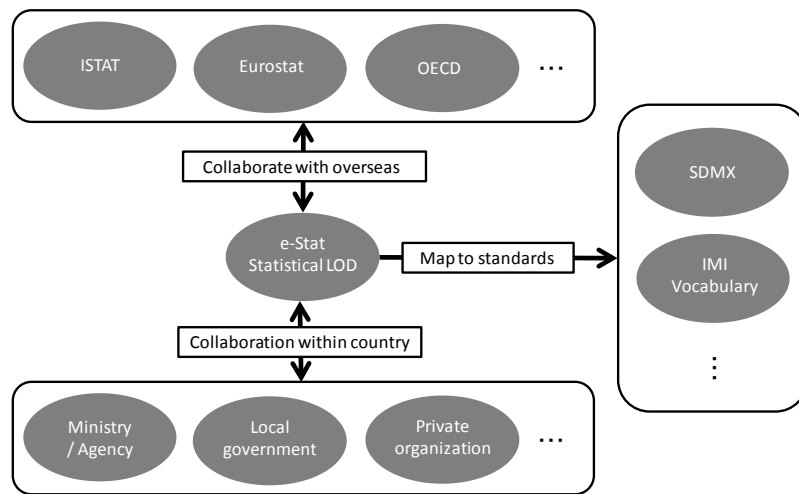 ISTAT
Eurostat
OECD
...
Collaborate with overseas
SDMX
e-Stat
Statistical LOD
Map to standards
IMI
Vocabulary
...
Collaboration within country
Ministry
/ Agency
Local
government
Private
organization
...